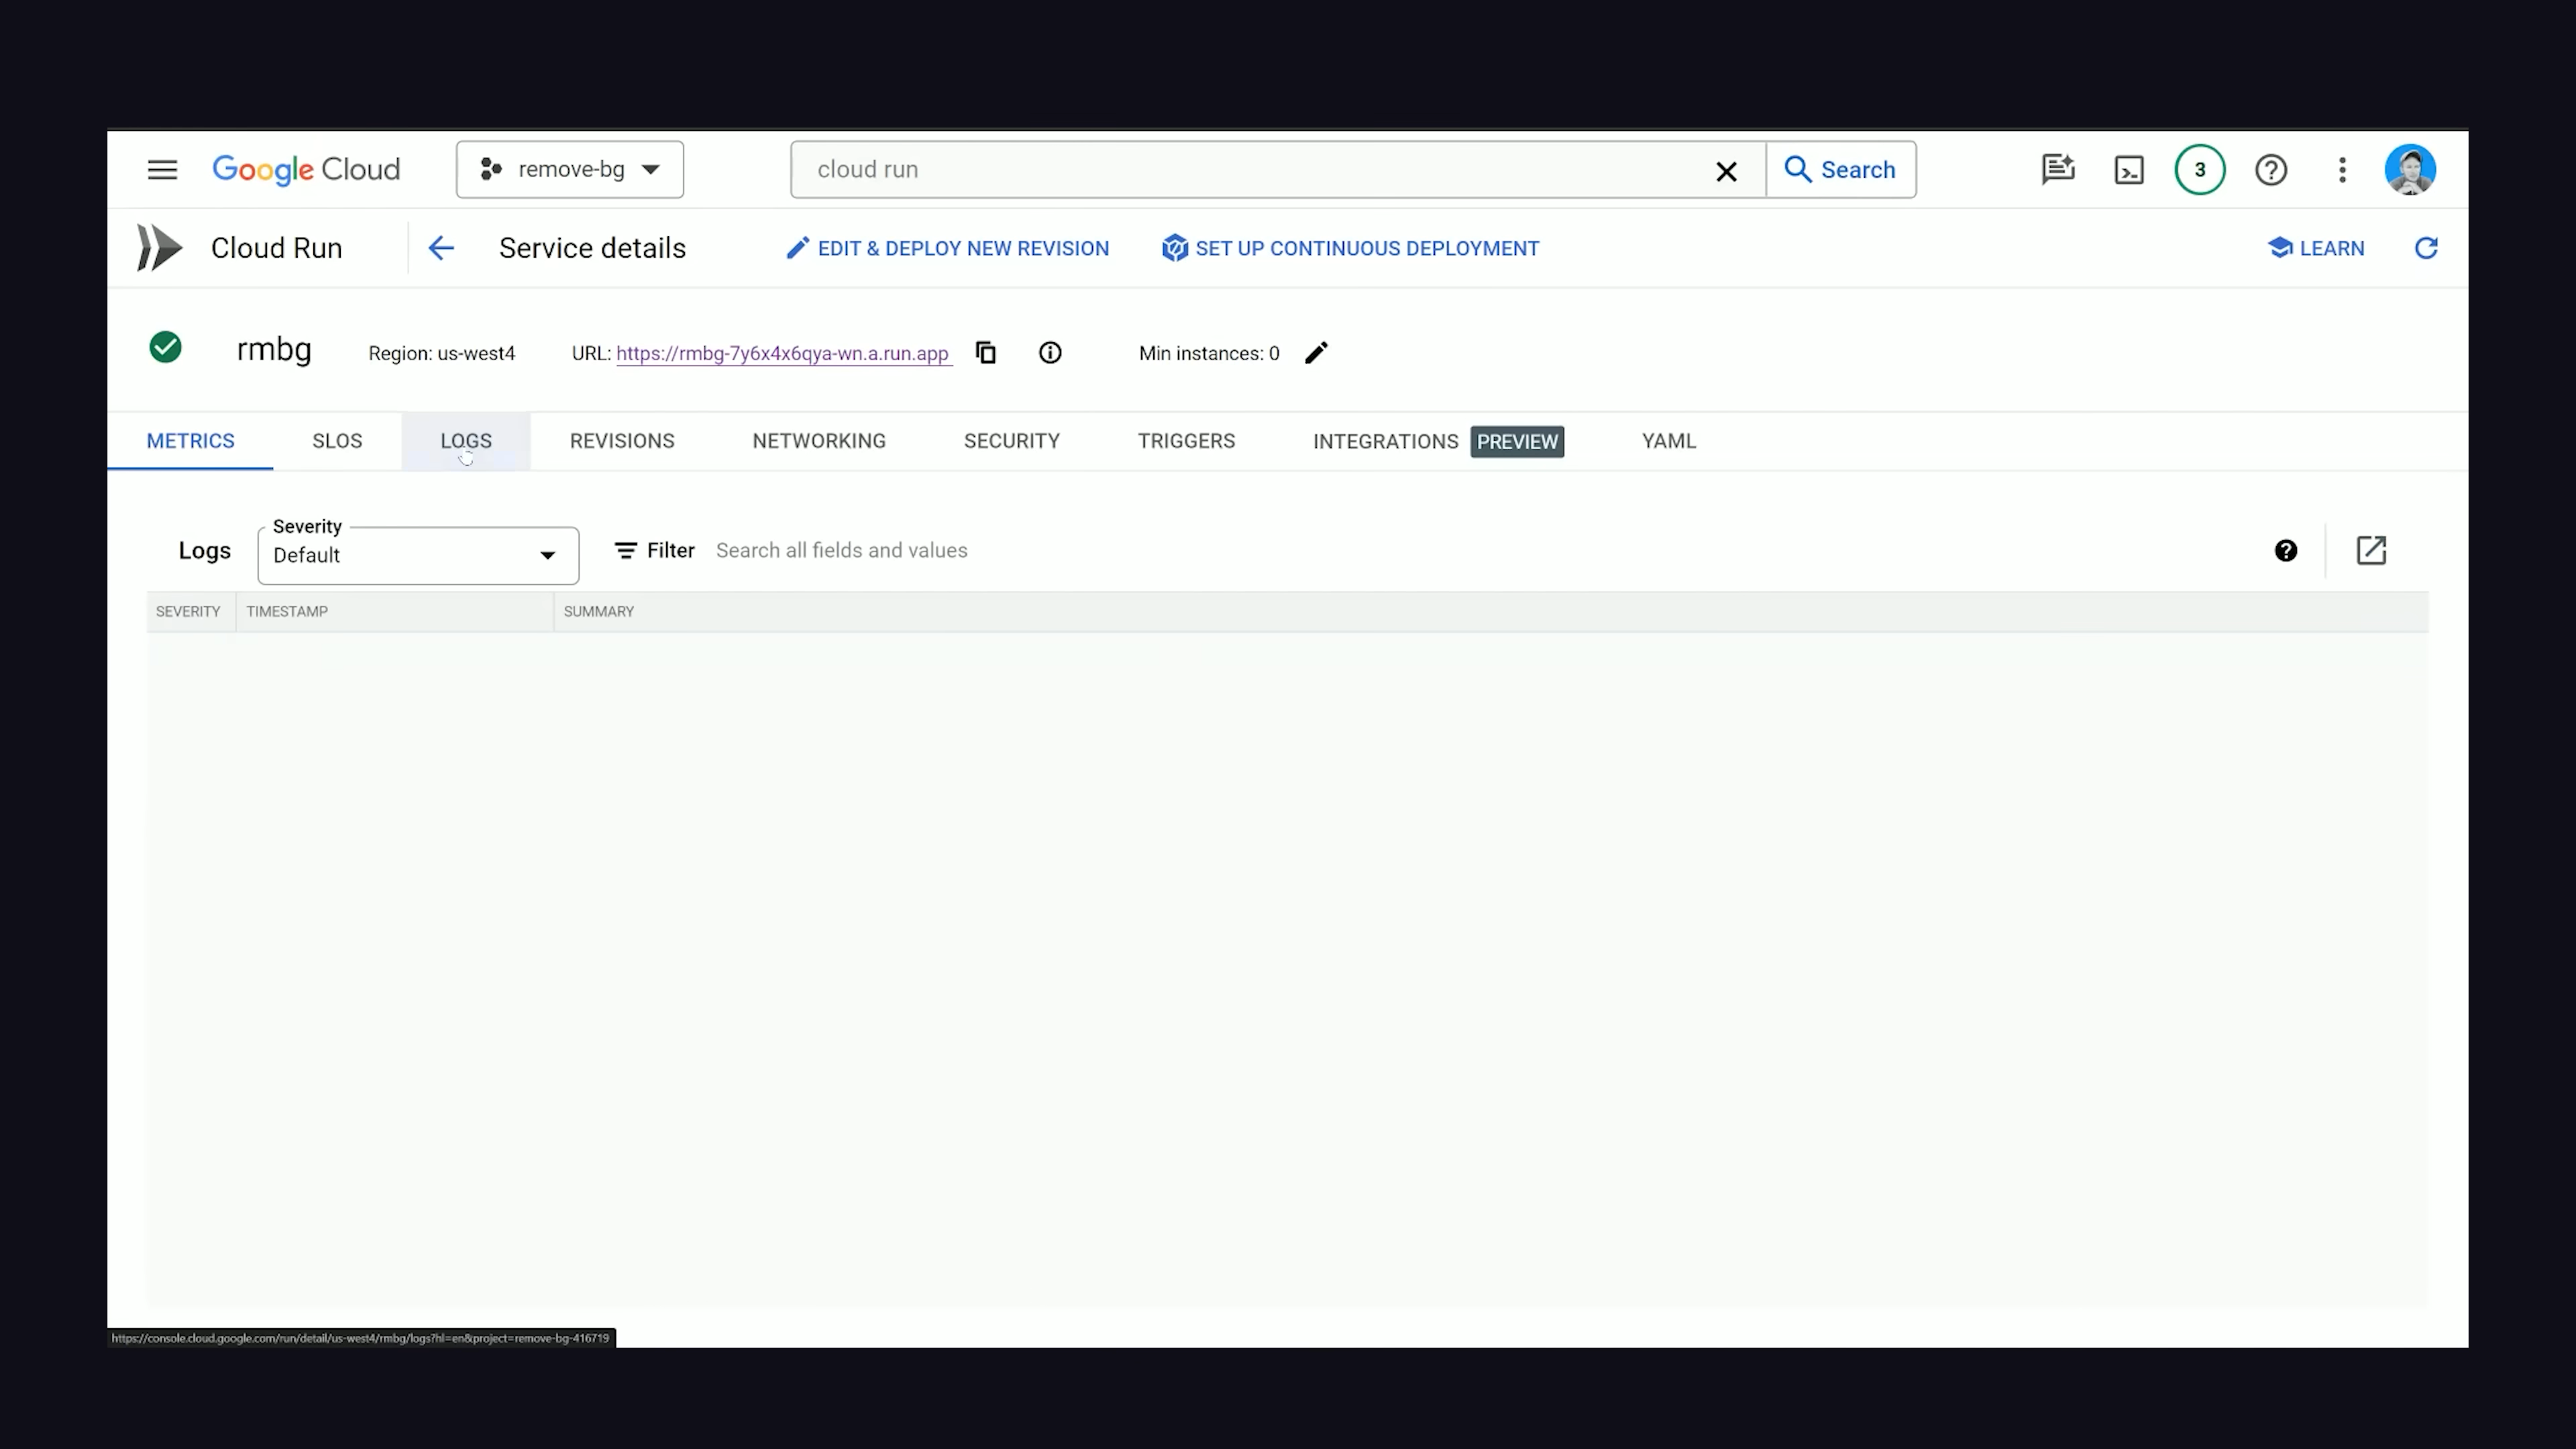 Google Cloud
remove-bg
cloud run
Search
3
Cloud Run
Service details
EDIT & DEPLOY NEW REVISION
SET UP CONTINUOUS DEPLOYMENT
LEARN
rmbg
Region: us-west4
URL: https://rmbg-7y6x4x6qya-wn.a.run.app
Min instances: 0
METRICS
SLOS
LOGS
REVISIONS
NETWORKING
SECURITY
TRIGGERS
INTEGRATIONS PREVIEW
YAML
Logs
Severity
Default
Filter
Search all fields and values
SEVERITY
TIMESTAMP
SUMMARY
https://console.cloud.google.com/run/detail/us-west4/rmbg/logs?hl=en&project=remove-bg-416719